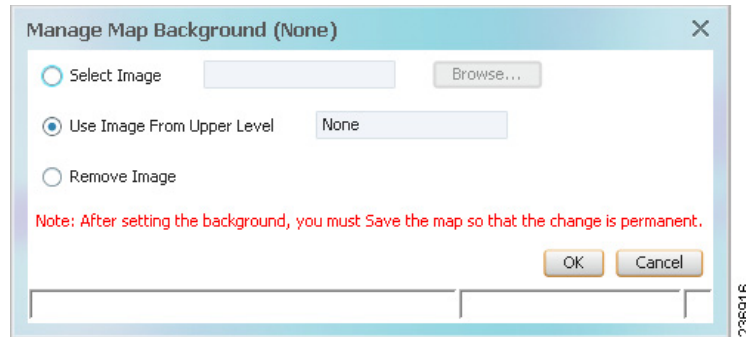 Manage Map Background (None)
Select Image Browse...
Use Image From Upper Level None
Remove Image
Note: After setting the background, you must Save the map so that the change is permanent.
OK Cancel
236916